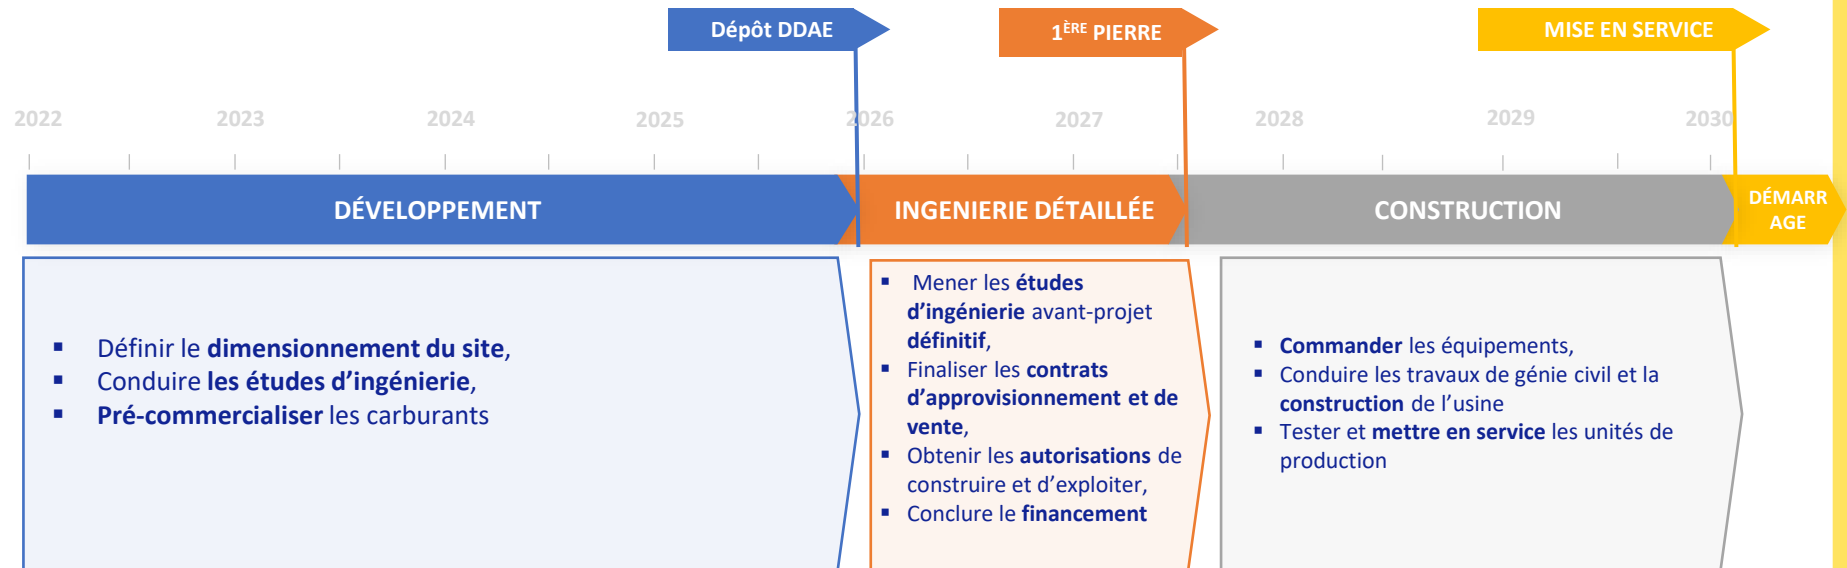 Dépôt DDAE
1ÈRE PIERRE
MISE EN SERVICE
2022 2023 2024 2025 2026 2027 2028 2029 2030
DÉVELOPPEMENT
INGENIERIE DÉTAILLÉE
CONSTRUCTION
DÉMARR
AGE
▪ Définir le dimensionnement du site,
▪ Conduire les études d’ingénierie,
▪ Pré-commercialiser les carburants
▪ Mener les études
d’ingénierie avant-projet
définitif,
▪ Finaliser les contrats
d’approvisionnement et de
vente,
▪ Obtenir les autorisations de
construire et d’exploiter,
▪ Conclure le financement
▪ Commander les équipements,
▪ Conduire les travaux de génie civil et la
construction de l’usine
▪ Tester et mettre en service les unités de
production